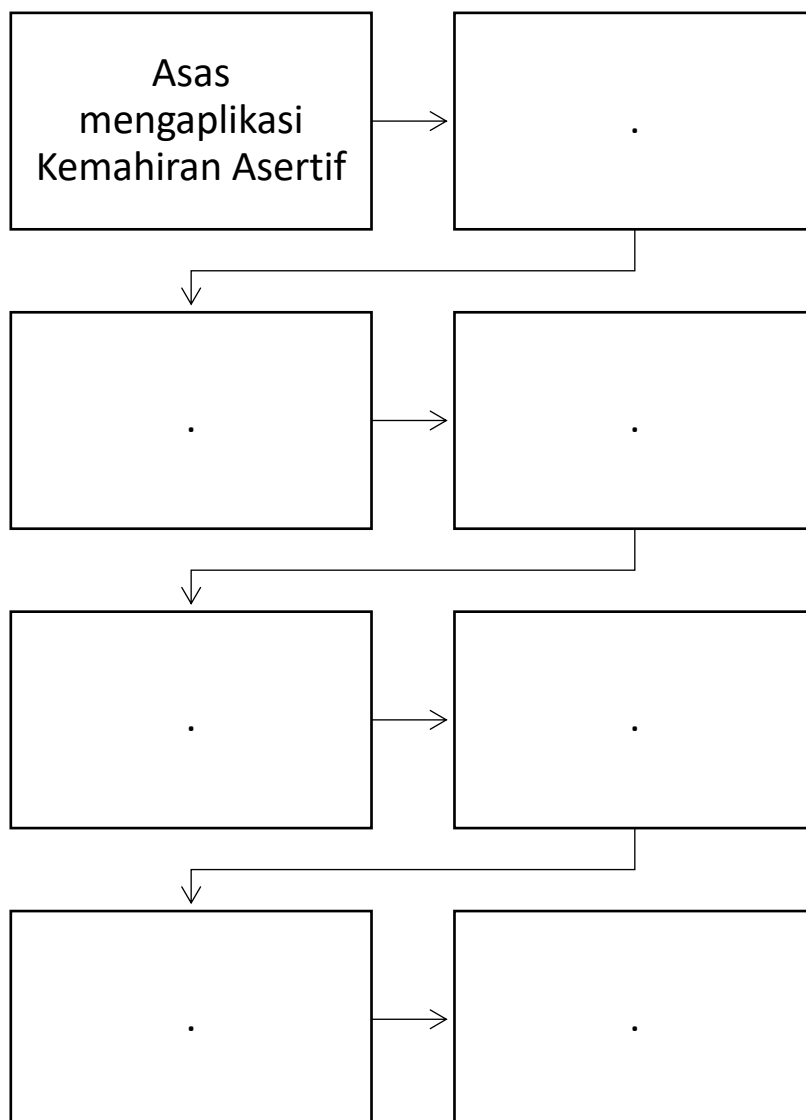 Asas
mengaplikasi
Kemahiran Asertif
.
.
.
.
.
.
.